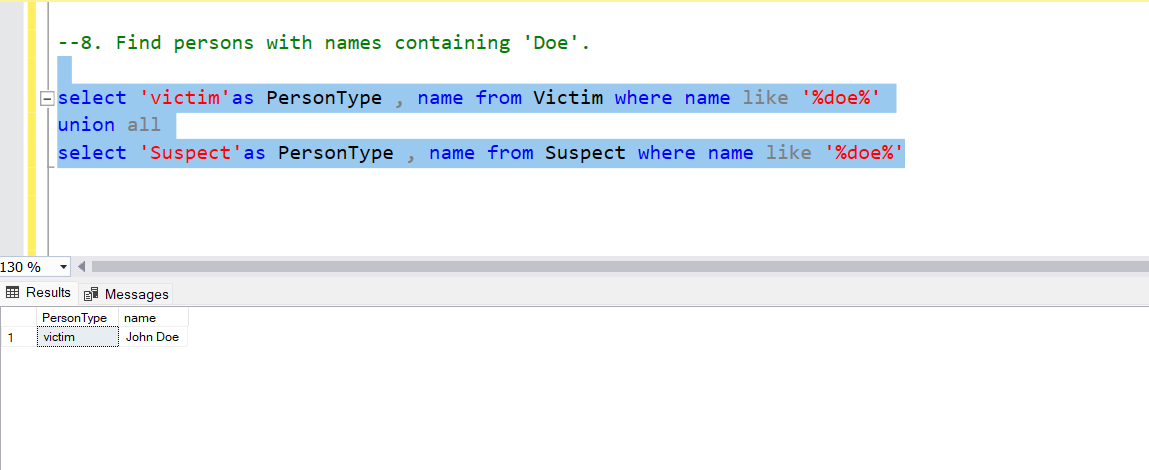 --8. Find persons with names containing 'Doe'.
select 'victim'as PersonType , name from Victim where name like '%doe%'
union all
select 'Suspect'as PersonType , name from Suspect where name like '%doe%'
130 %
Results Messages
PersonType name
1 victim John Doe